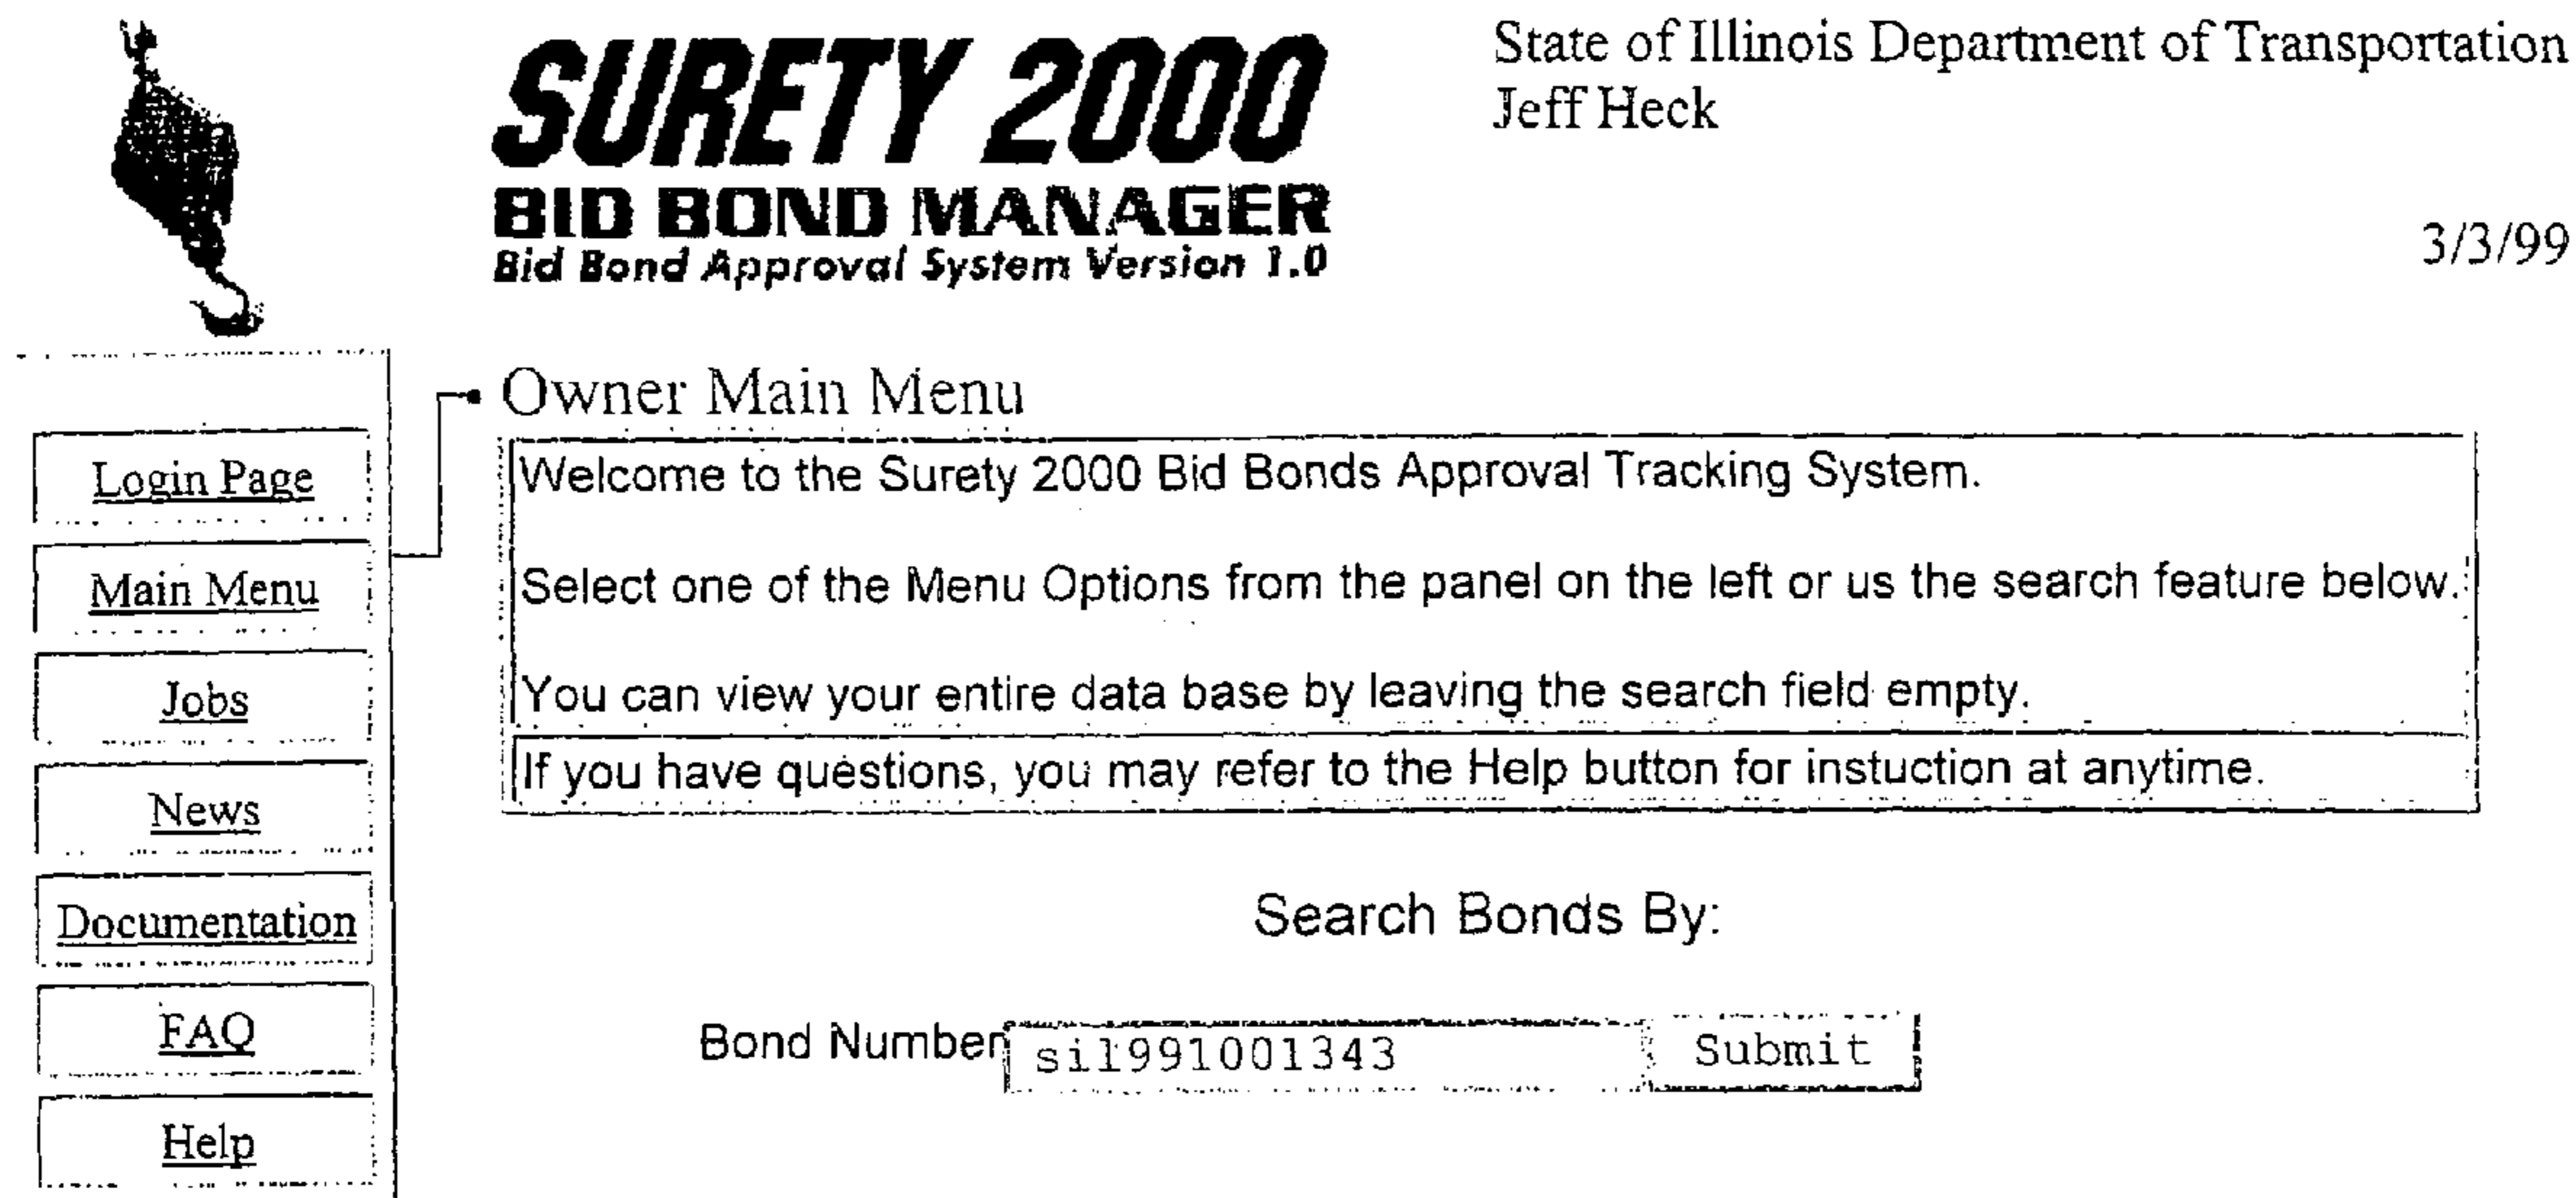 SURETY 2000
BID BOND MANAGER
Bid Bond Approval System Version 1.0
State of Illinois Department of Transportation
Jeff Heck
3/3/99
Login Page
Main Menu
Jobs
News
Documentation
FAQ
Help
Owner Main Menu
Welcome to the Surety 2000 Bid Bonds Approval Tracking System.
Select one of the Menu Options from the panel on the left or us the search feature below.
You can view your entire data base by leaving the search field empty.
If you have questions, you may refer to the Help button for instuction at anytime.
Search Bonds By:
Bond Number si1991001343 Submit